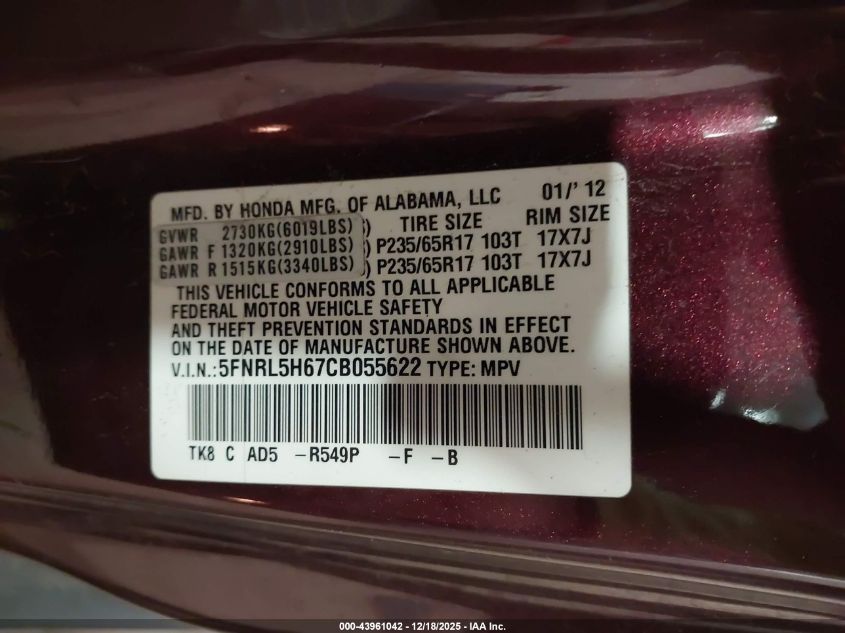 MFD. BY HONDA MFG. OF ALABAMA, LLC 01/' 12
TIRE SIZE RIM SIZE
GVWR 2730KG(6019LBS)
GAWR F 1320KG(2910LBS) ) P235/65R17 103T 17X7J
GAWR R 1515KG(3340LBS) ) P235/65R17 103T 17X7J
THIS VEHICLE CONFORMS TO ALL APPLICABLE
FEDERAL MOTOR VEHICLE SAFETY
AND THEFT PREVENTION STANDARDS IN EFFECT
ON THE DATE OF MANUFACTURE SHOWN ABOVE.
V.I.N.:5FNRL5H67CB055622 TYPE: MPV
TK8 C AD5 -R549P -F -B
000-43961042 - 12/18/2025 - IAA Inc.